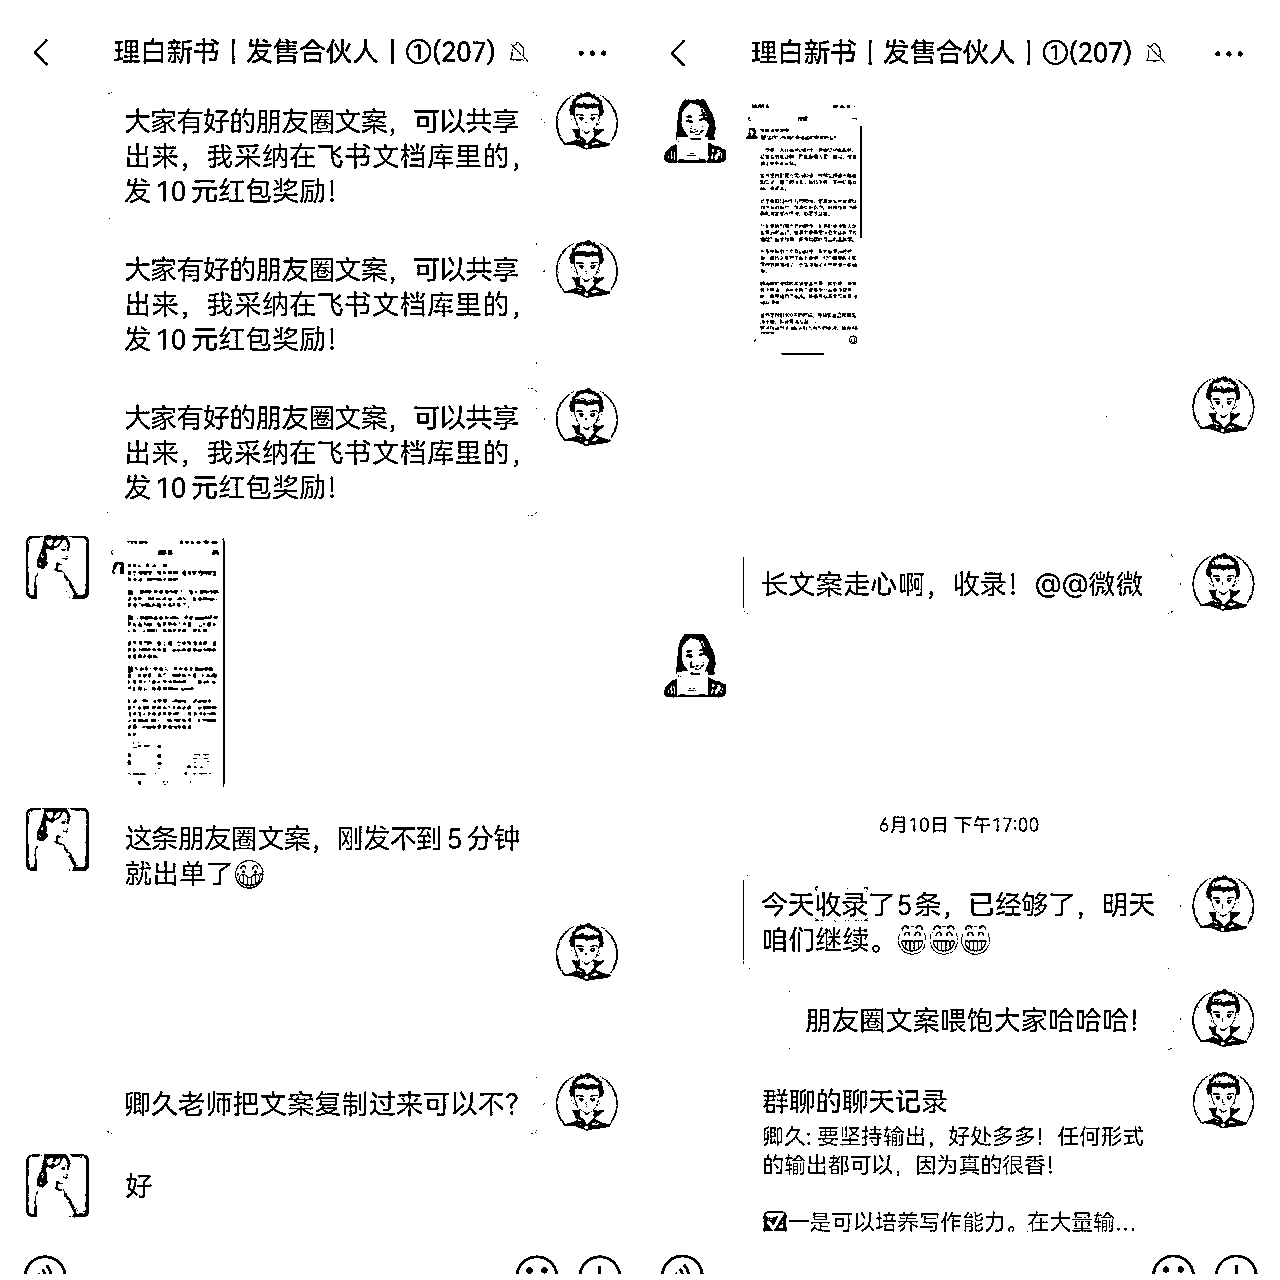 理白新书丨发售合伙人丨①(207)
大家有好的朋友圈文案，可以共享
出来，我采纳在飞书文档库里的，
发10元红包奖励！
大家有好的朋友圈文案，可以共享
出来，我采纳在飞书文档库里的，
发10元红包奖励！
大家有好的朋友圈文案，可以共享
出来，我采纳在飞书文档库里的，
发10元红包奖励！
这条朋友圈文案，刚发不到5分钟
就出单了😁
卿久老师把文案复制过来可以不？
好
理白新书丨发售合伙人丨①(207)
长文案走心啊，收录！@@微微
6月10日 下午17:00
今天收录了5条，已经够了，明天
咱们继续。😁😁😁
朋友圈文案喂饱大家哈哈哈！
群聊的聊天记录
卿久: 要坚持输出，好处多多！任何形式
的输出都可以，因为真的很香！
☑一是可以培养写作能力。在大量输...